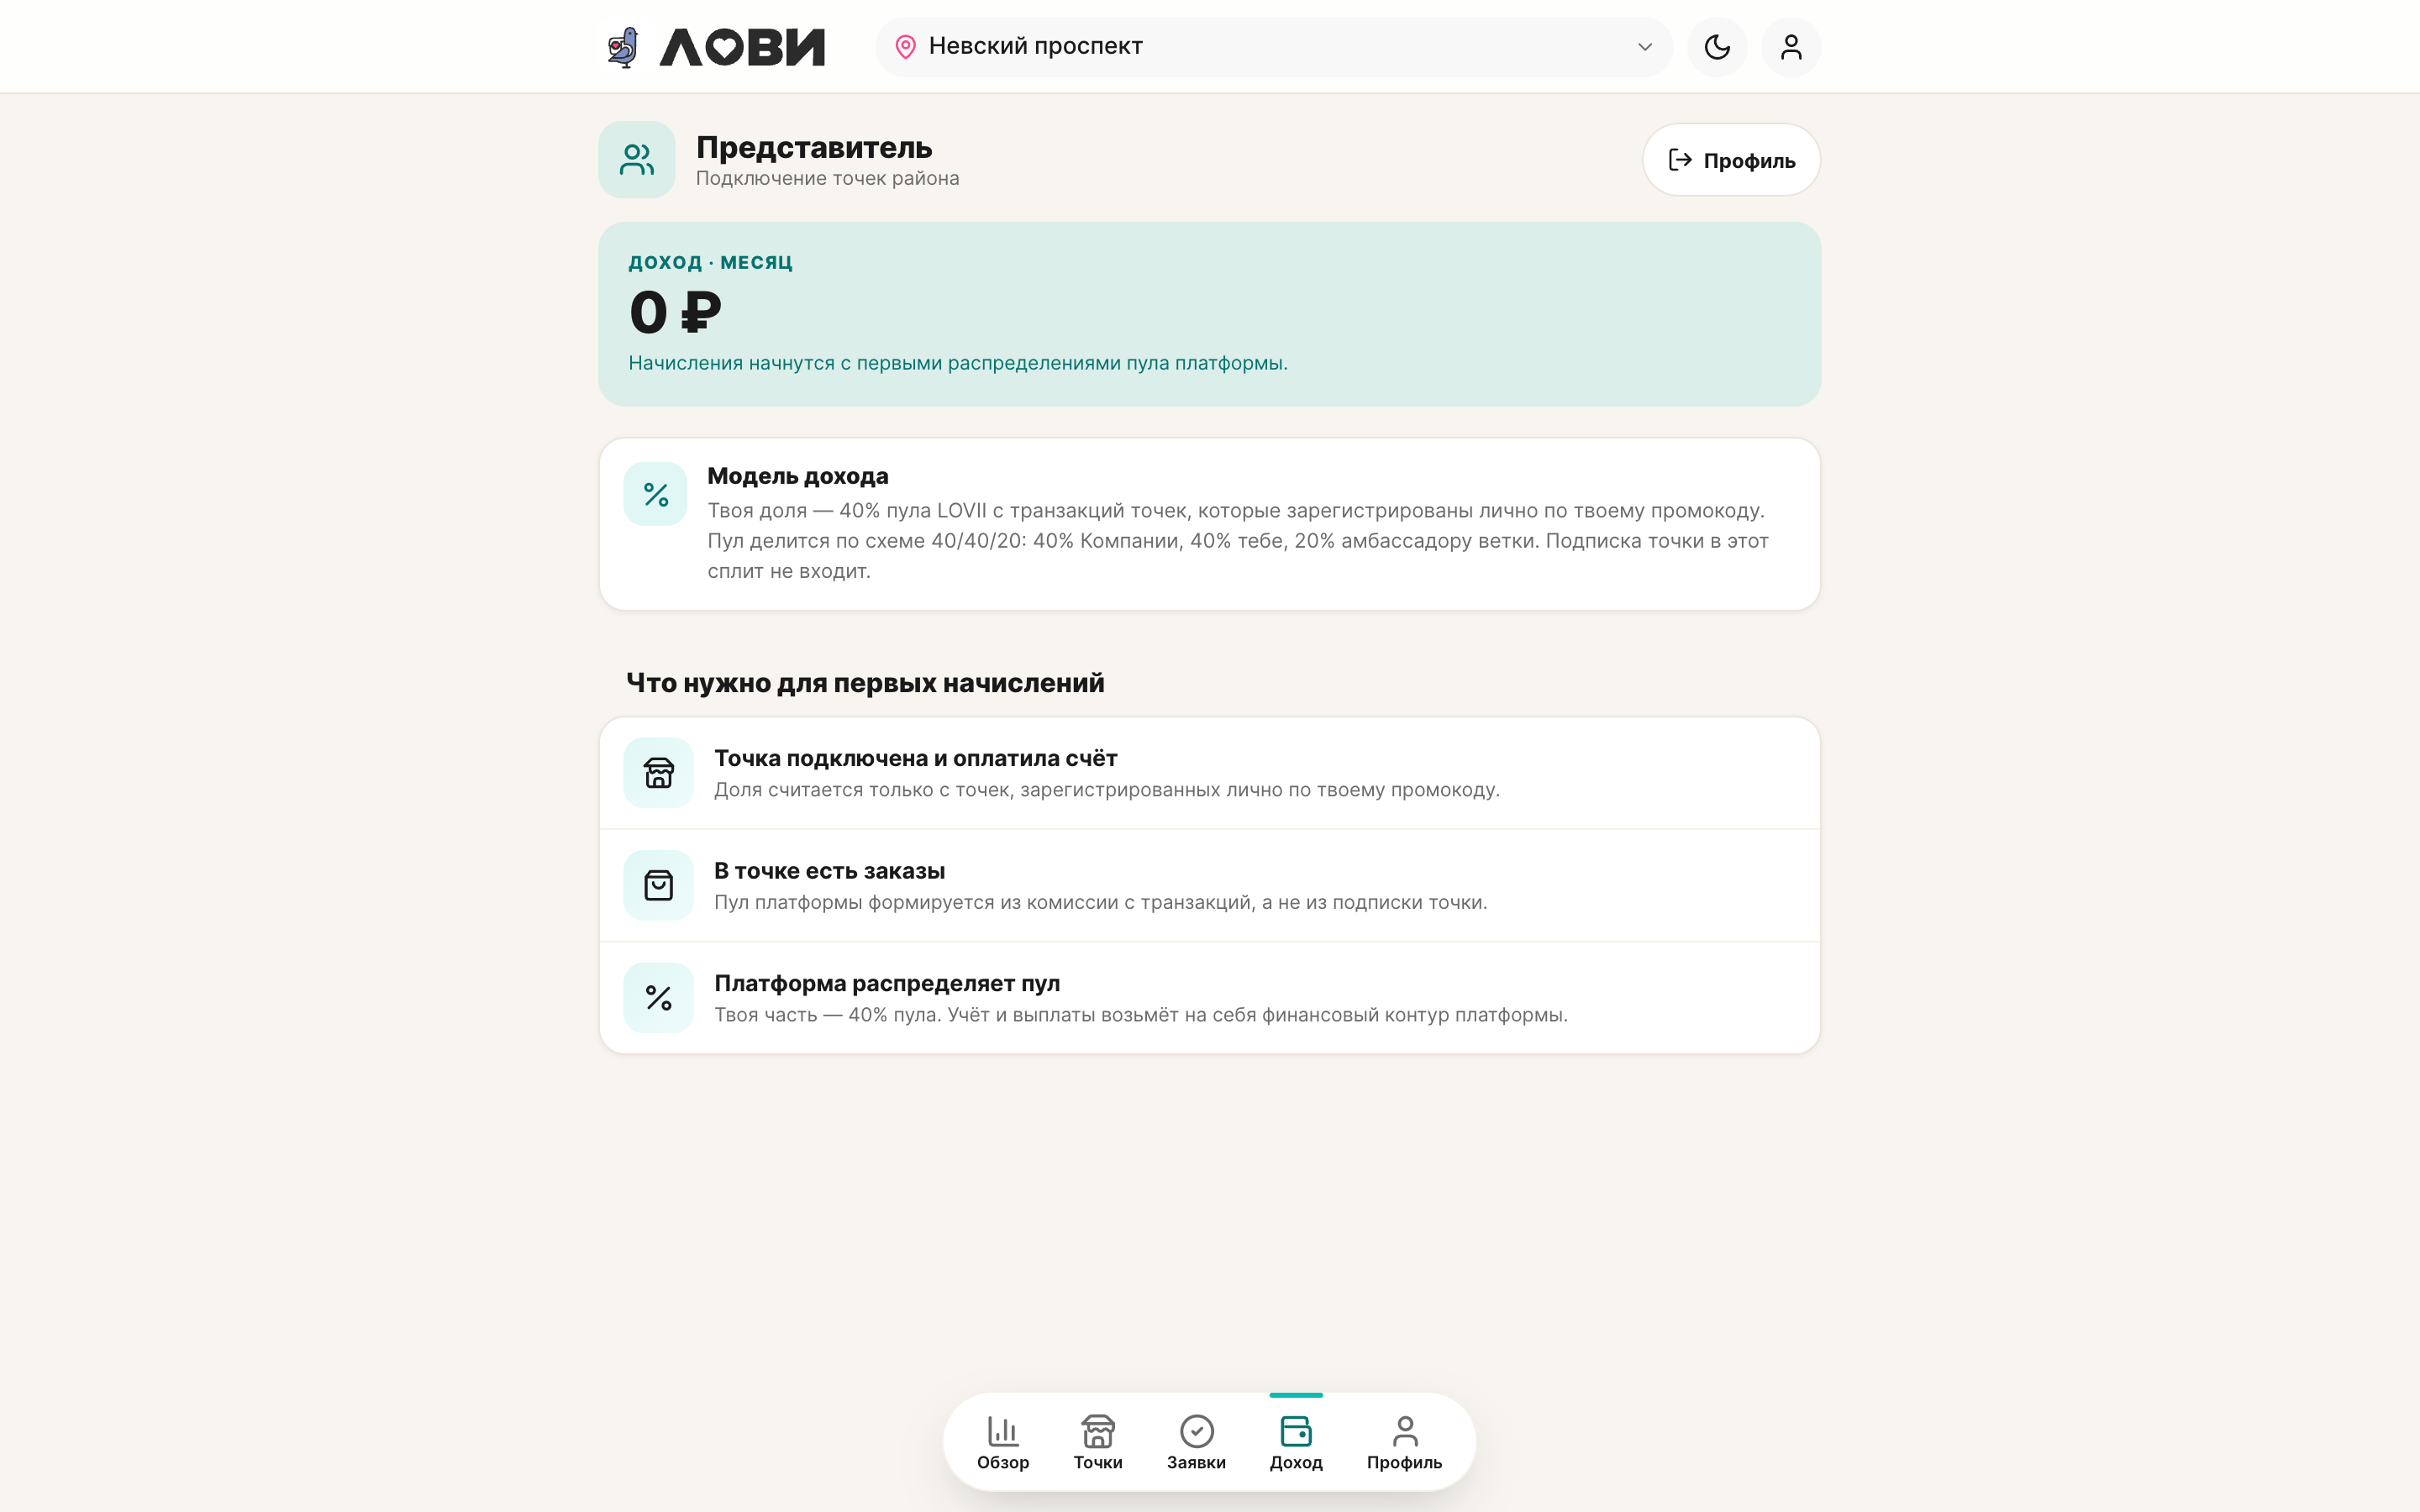 ЛОВИ
Невский проспект
Представитель
Подключение точек района
Профиль
ДОХОД · МЕСЯЦ
0 ₽
Начисления начнутся с первыми распределениями пула платформы.
Модель дохода
Твоя доля — 40% пула LOVII с транзакций точек, которые зарегистрированы лично по твоему промокоду.
Пул делится по схеме 40/40/20: 40% Компании, 40% тебе, 20% амбассадору ветки. Подписка точки в этот
сплит не входит.
Что нужно для первых начислений
Точка подключена и оплатила счёт
Доля считается только с точек, зарегистрированных лично по твоему промокоду.
В точке есть заказы
Пул платформы формируется из комиссии с транзакций, а не из подписки точки.
Платформа распределяет пул
Твоя часть — 40% пула. Учёт и выплаты возьмёт на себя финансовый контур платформы.
Обзор
Точки
Заявки
Доход
Профиль